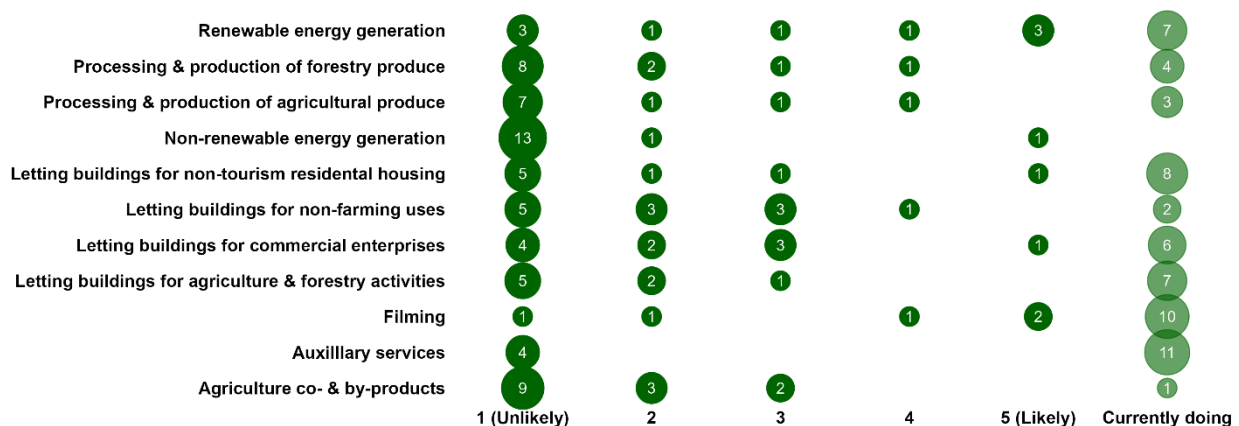 Renewable energy generation 3 1 1 1 3 7
Processing & production of forestry produce 8 2 1 1 4
Processing & production of agricultural produce 7 1 1 1 3
Non-renewable energy generation 13 1 1
Letting buildings for non-tourism residental housing 5 1 1 1 8
Letting buildings for non-farming uses 5 3 3 1 2
Letting buildings for commercial enterprises 4 2 3 1 6
Letting buildings for agriculture & forestry activities 5 2 1 7
Filming 1 1 1 2 10
Auxilllary services 4 11
Agriculture co- & by-products 9 3 2 1
1 (Unlikely) 2 3 4 5 (Likely) Currently doing